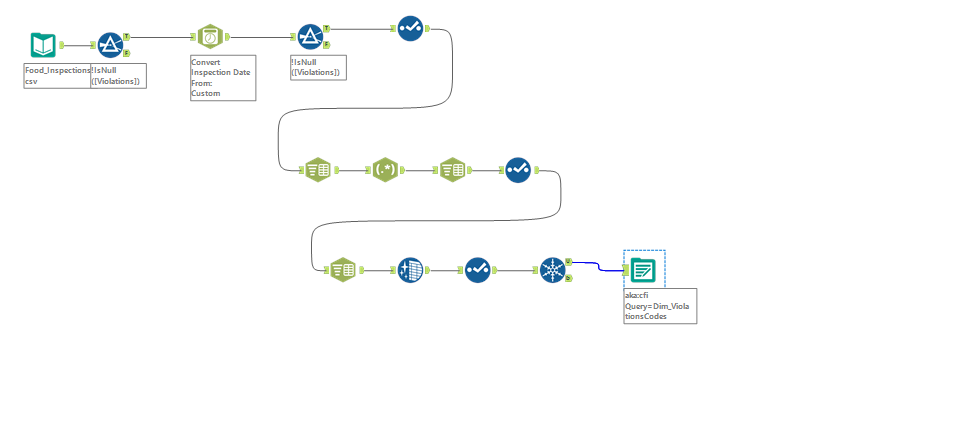 T
F
T
F
Food_Inspections
csv
!IsNull
([Violations])
Convert
Inspection Date
From:
Custom
!IsNull
([Violations])
(.*)
U
D
aka:cfi
Query=Dim_Viola
tionsCodes